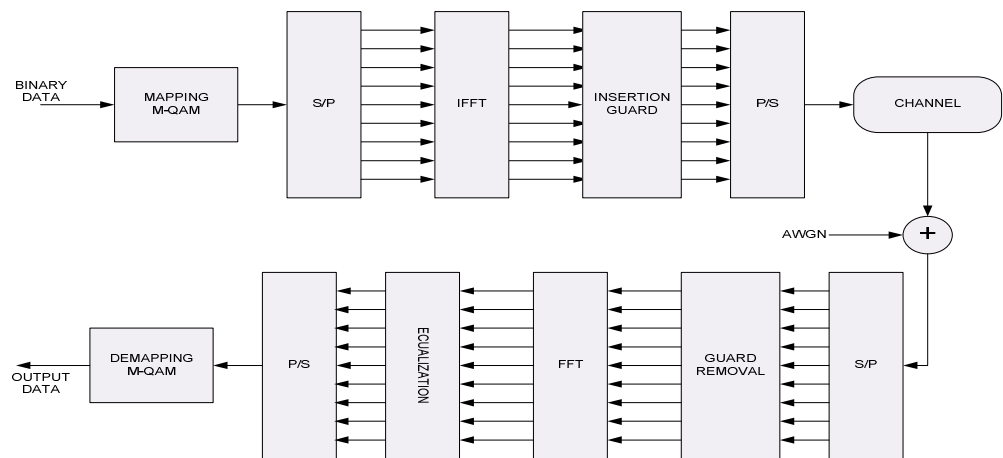 BINARY
DATA
MAPPING
M-QAM
S/P
IFFT
INSERTION
GUARD
P/S
CHANNEL
AWGN
+
OUTPUT
DATA
DEMAPPING
M-QAM
P/S
ECUALIZATION
FFT
GUARD
REMOVAL
S/P